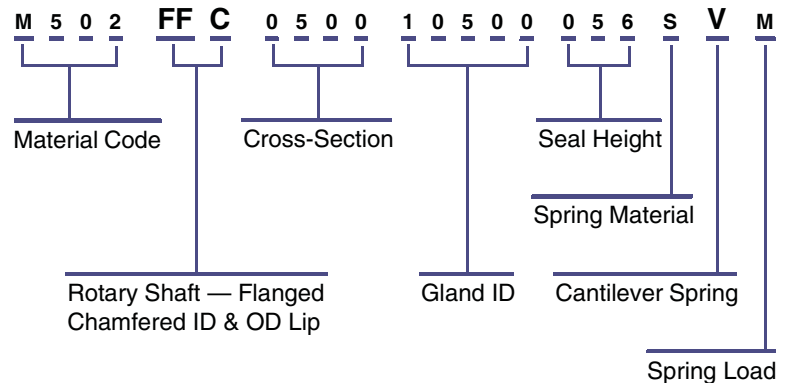 M 5 0 2 FF C 0 5 0 0 1 0 5 0 0 0 5 6 S V M
Material Code
Cross-Section
Seal Height
Spring Material
Rotary Shaft — Flanged
Chamfered ID & OD Lip
Gland ID
Cantilever Spring
Spring Load